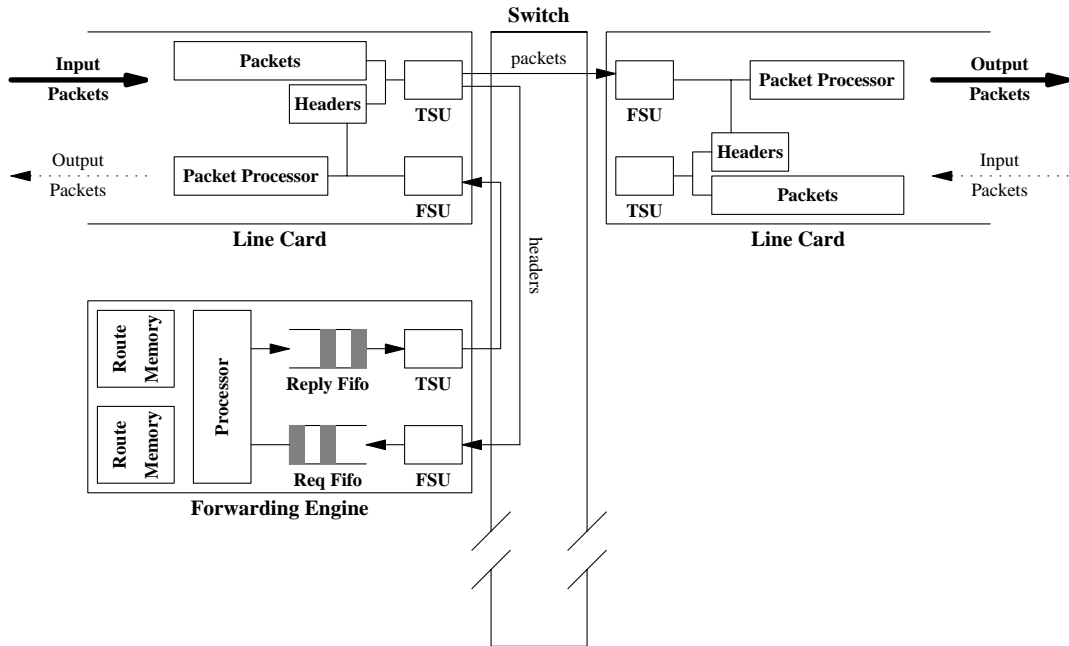 Switch
Input
Packets
Packets
Headers
TSU
Output
Packets
Packet Processor
FSU
Line Card
packets
headers
FSU
Packet Processor
Output
Packets
Headers
TSU
Packets
Input
Packets
Line Card
Route
Memory
Route
Memory
Processor
Reply Fifo
TSU
Req Fifo
FSU
Forwarding Engine